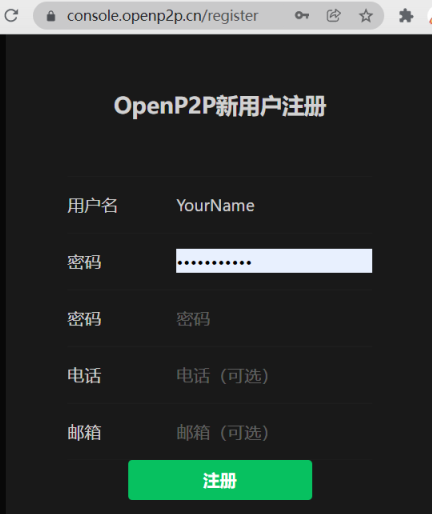 console.openp2p.cn/register
OpenP2P新用户注册
用户名 YourName
密码 •••••••••••
密码 密码
电话 电话（可选）
邮箱 邮箱（可选）
注册